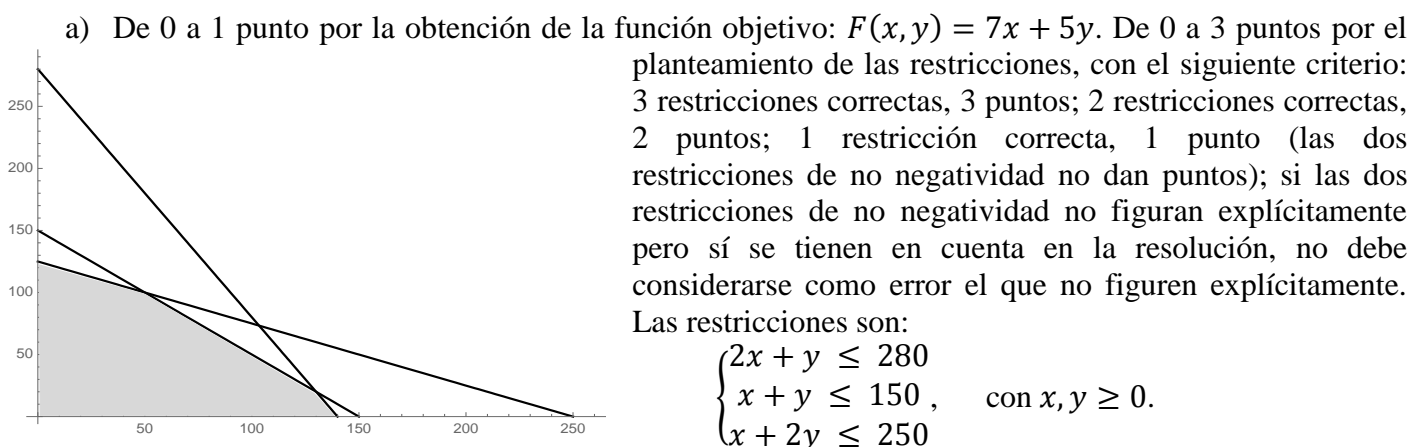 a) De 0 a 1 punto por la obtención de la función objetivo: F(x, y) = 7x + 5y. De 0 a 3 puntos por el
planteamiento de las restricciones, con el siguiente criterio:
3 restricciones correctas, 3 puntos; 2 restricciones correctas,
2 puntos; 1 restricción correcta, 1 punto (las dos
restricciones de no negatividad no dan puntos); si las dos
restricciones de no negatividad no figuran explícitamente
pero sí se tienen en cuenta en la resolución, no debe
considerarse como error el que no figuren explícitamente.
Las restricciones son:
2x + y ≤ 280
x + y ≤ 150 , con x, y ≥ 0.
x + 2y ≤ 250
250
200
150
100
50
50 100 150 200 250